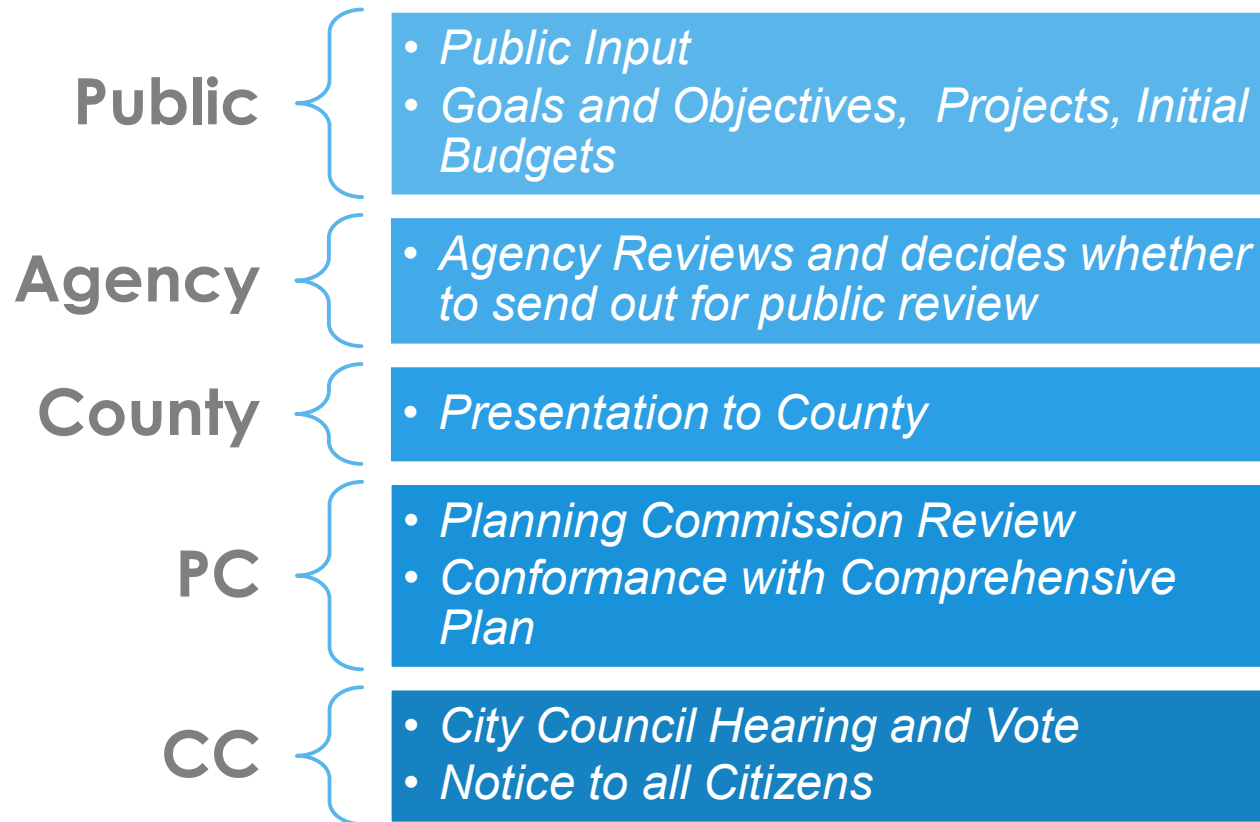 Public
• Public Input
• Goals and Objectives,  Projects, Initial
Budgets
Agency
• Agency Reviews and decides whether
to send out for public review
County
• Presentation to County
PC
• Planning Commission Review
• Conformance with Comprehensive
Plan
CC
• City Council Hearing and Vote
• Notice to all Citizens